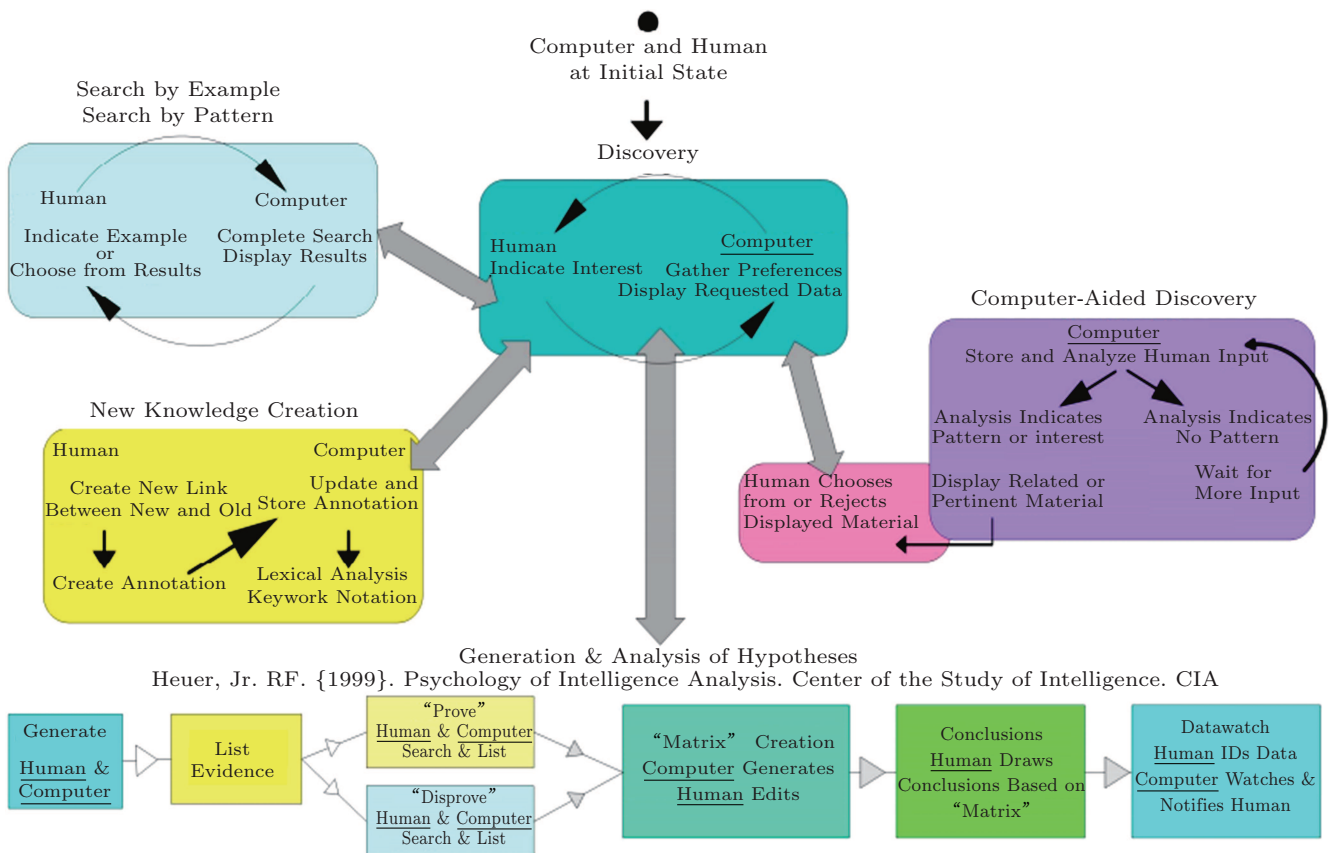 Computer and Human
at Initial State
Search by Example
Search by Pattern
Human
Computer
Indicate Example
or
Choose from Results
Complete Search
Display Results
Discovery
Human
Indicate Interest
Computer
Gather Preferences
Display Requested Data
Computer-Aided Discovery
Computer
Store and Analyze Human Input
Analysis Indicates
Pattern or interest
Analysis Indicates
No Pattern
Display Related or
Pertinent Material
Wait for
More Input
Human Chooses
from or Rejects
Displayed Material
New Knowledge Creation
Human
Computer
Create New Link
Between New and Old
Update and
Store Annotation
Create Annotation
Lexical Analysis
Keywork Notation
Generation & Analysis of Hypotheses
Heuer, Jr. RF. {1999}. Psychology of Intelligence Analysis. Center of the Study of Intelligence. CIA
Generate
Human &
Computer
List
Evidence
“Prove”
Human & Computer
Search & List
“Disprove”
Human & Computer
Search & List
“Matrix” Creation
Computer Generates
Human Edits
Conclusions
Human Draws
Conclusions Based on
“Matrix”
Datawatch
Human IDs Data
Computer Watches &
Notifies Human